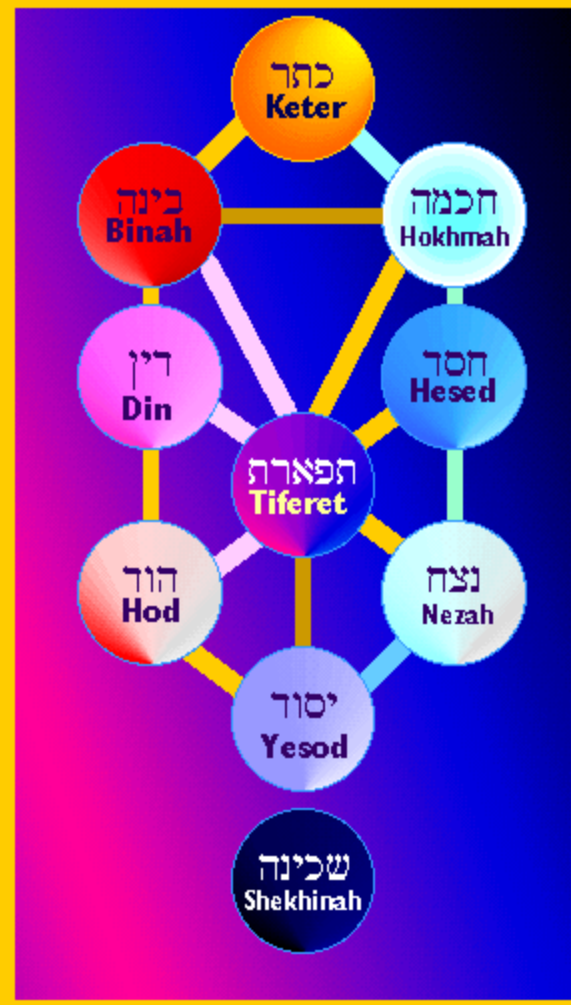 כתר
Keter
בינה
Binah
חכמה
Hokhmah
דין
Din
חסד
Hesed
תפארת
Tiferet
הוד
Hod
נצח
Nezah
יסוד
Yesod
שכינה
Shekhinah